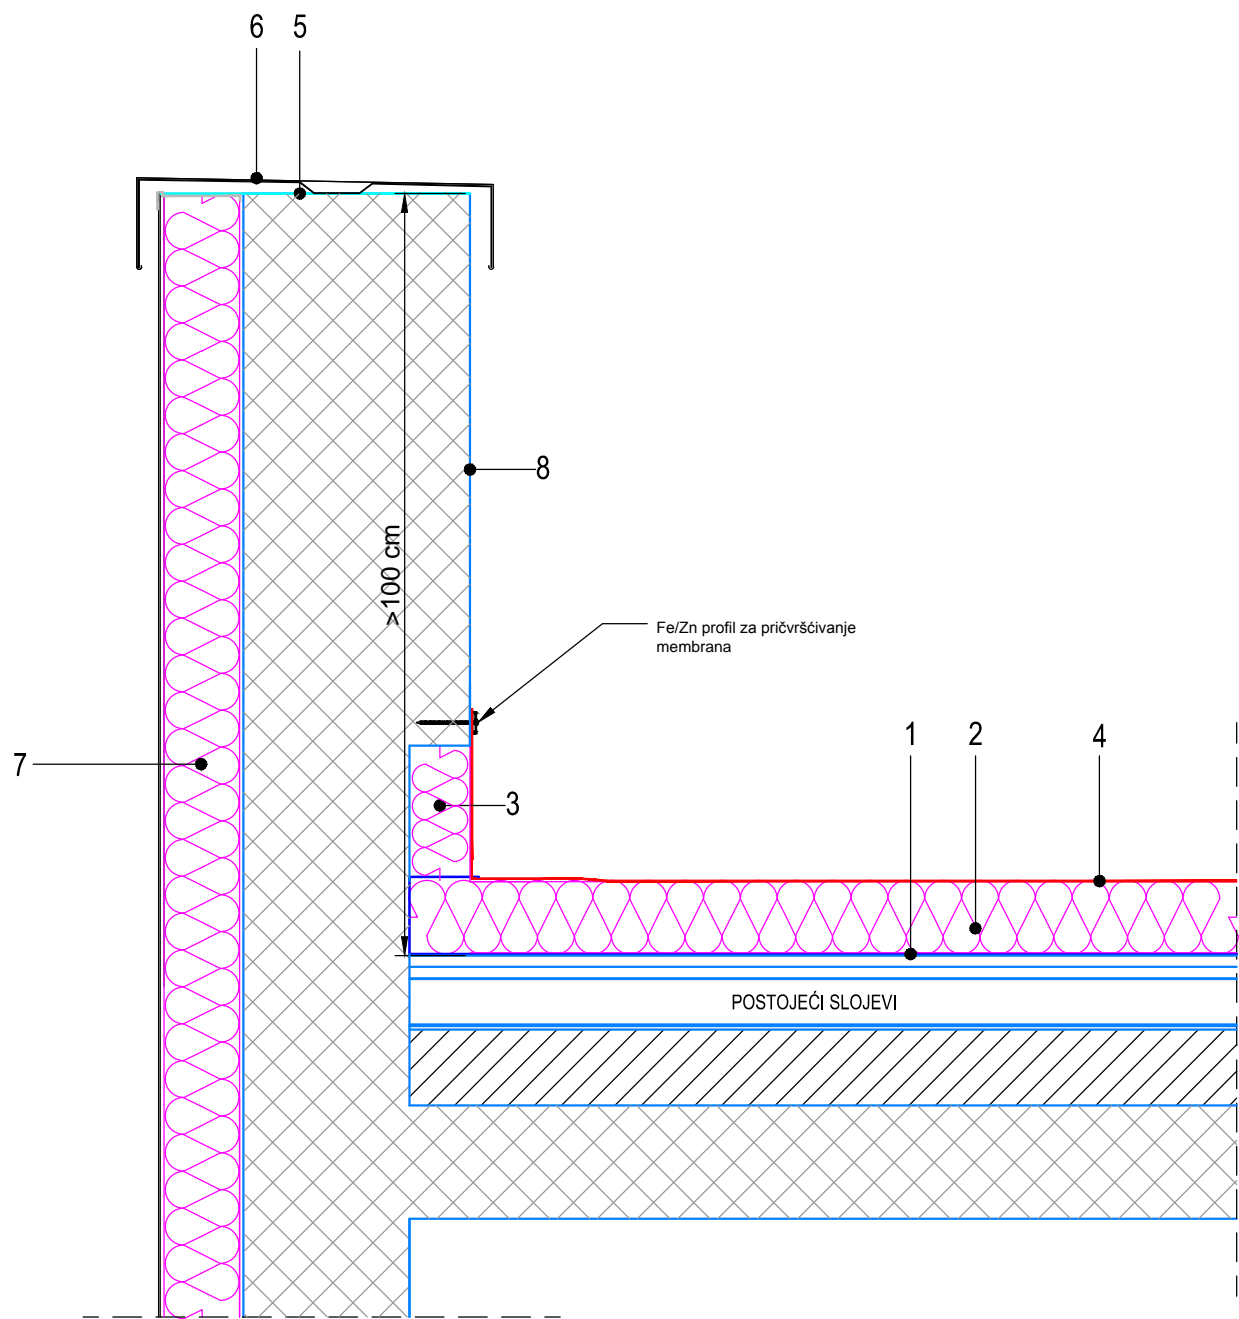 6 5
8
>100 cm
Fe/Zn profil za pričvršćivanje
membrana
7
1 2 4
3
POSTOJEĆI SLOJEVI